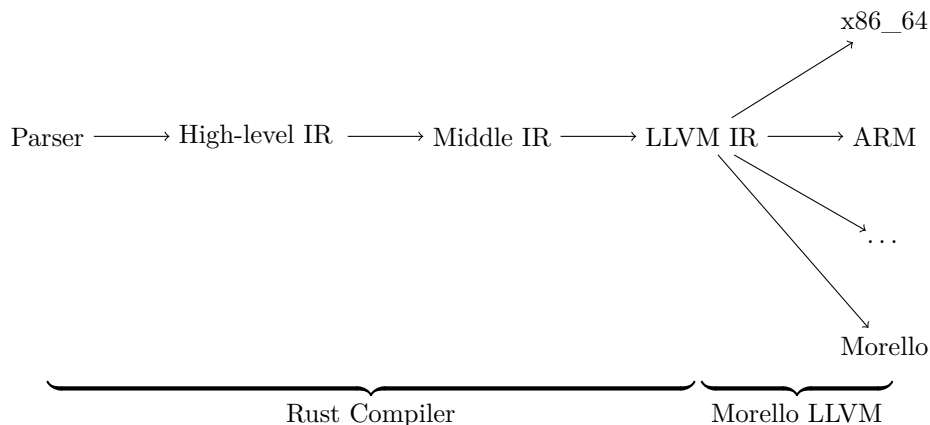 x86_64
Parser
High-level IR
Middle IR
LLVM IR
ARM
...
Morello
Rust Compiler
Morello LLVM